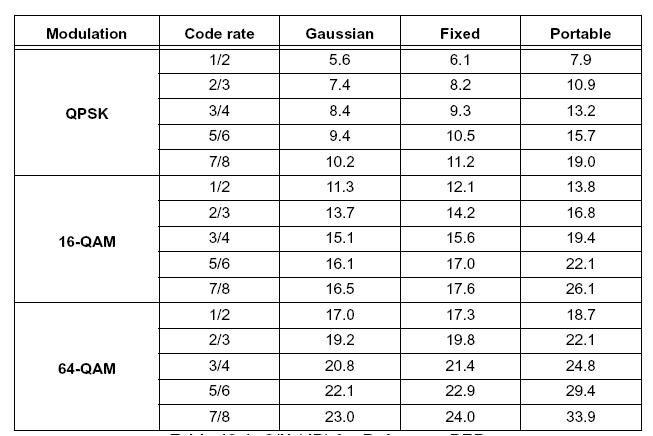 Modulation Code rate Gaussian Fixed Portable
QPSK
1/2 5.6 6.1 7.9
2/3 7.4 8.2 10.9
3/4 8.4 9.3 13.2
5/6 9.4 10.5 15.7
7/8 10.2 11.2 19.0
16-QAM
1/2 11.3 12.1 13.8
2/3 13.7 14.2 16.8
3/4 15.1 15.6 19.4
5/6 16.1 17.0 22.1
7/8 16.5 17.6 26.1
64-QAM
1/2 17.0 17.3 18.7
2/3 19.2 19.8 22.1
3/4 20.8 21.4 24.8
5/6 22.1 22.9 29.4
7/8 23.0 24.0 33.9